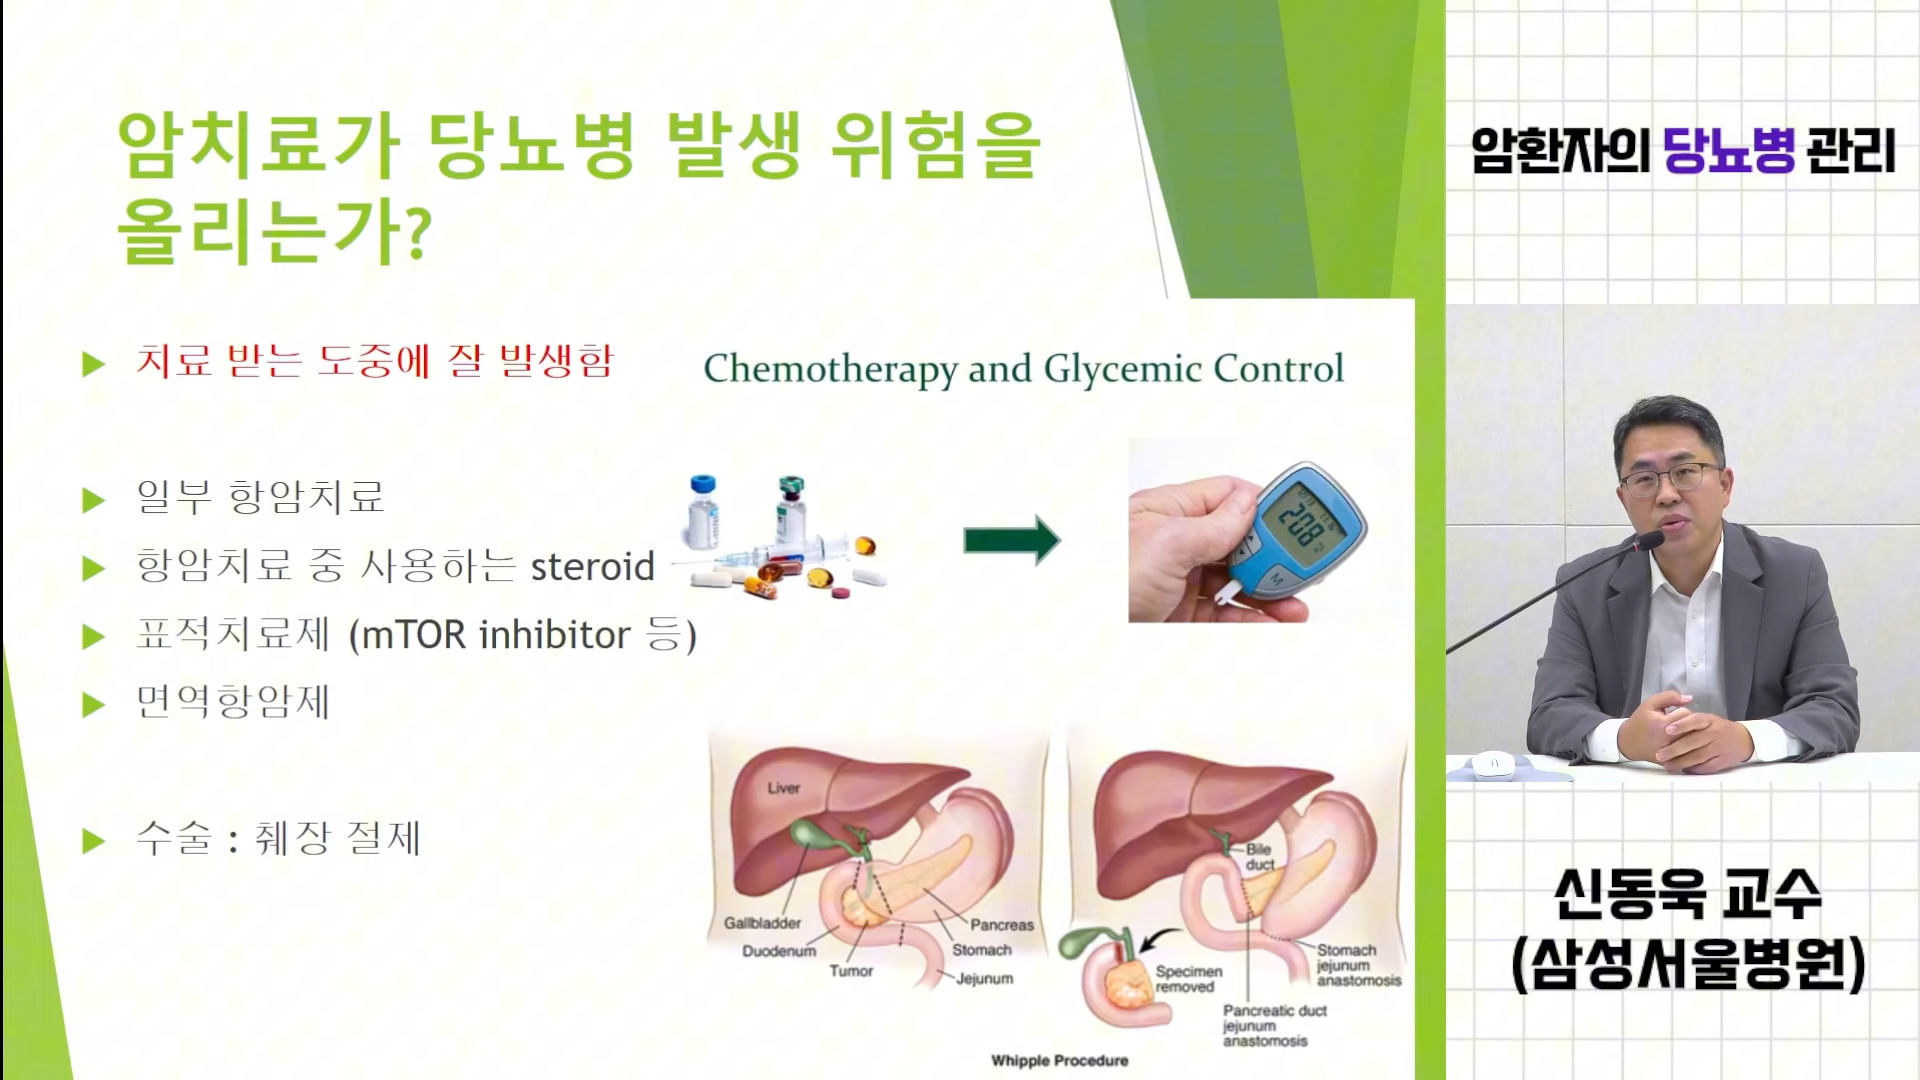 암치료가 당뇨병 발생 위험을
올리는가?
치료 받는 도중에 잘 발생함
일부 항암치료
항암치료 중 사용하는 steroid
표적치료제 (mTOR inhibitor 등)
면역항암제
수술 : 췌장 절제
Chemotherapy and Glycemic Control
208
M
Liver
Gallbladder
Duodenum
Tumor
Pancreas
Stomach
Jejunum
Bile
duct
Specimen
removed
Stomach
jejunum
anastomosis
Pancreatic duct
jejunum
anastomosis
Whipple Procedure
암환자의 당뇨병 관리
신동욱 교수
(삼성서울병원)